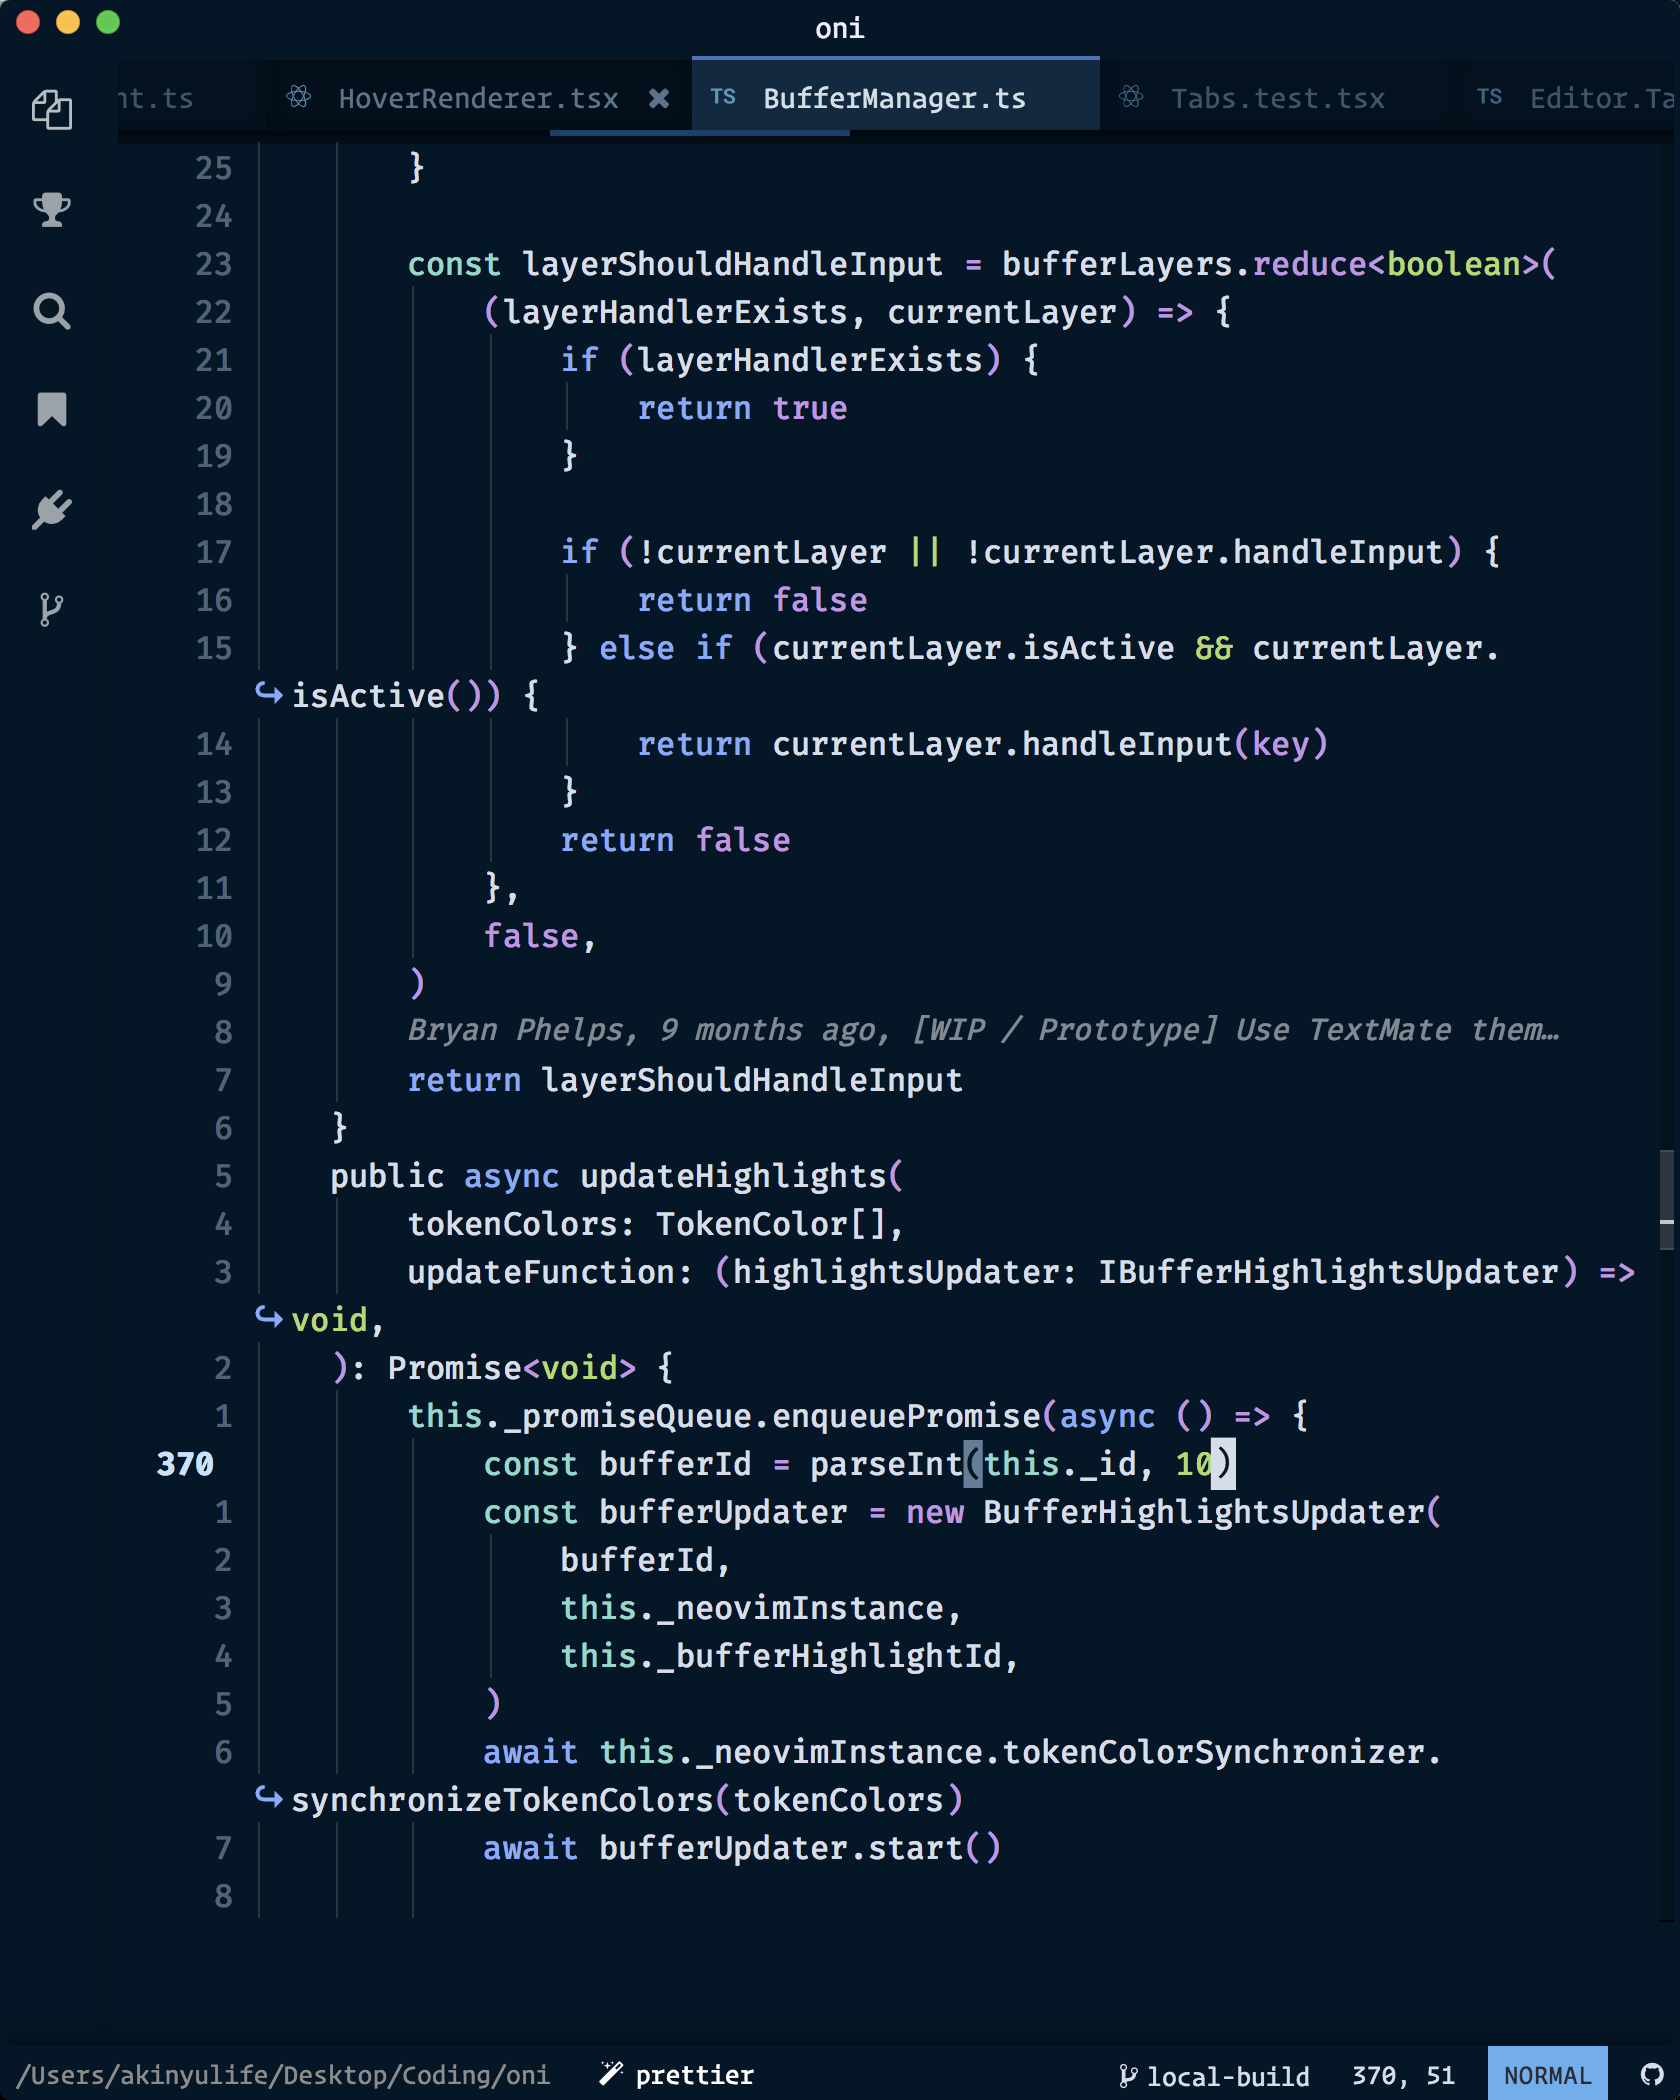 oni
nt.ts HoverRenderer.tsx ✖ TS BufferManager.ts Tabs.test.tsx TS Editor.Ta
25 }
24
23 const layerShouldHandleInput = bufferLayers.reduce<boolean>(
22 (layerHandlerExists, currentLayer) => {
21 if (layerHandlerExists) {
20 return true
19 }
18
17 if (!currentLayer || !currentLayer.handleInput) {
16 return false
15 } else if (currentLayer.isActive && currentLayer.
↪ isActive()) {
14 return currentLayer.handleInput(key)
13 }
12 return false
11 },
10 false,
9 )
8 Bryan Phelps, 9 months ago, [WIP / Prototype] Use TextMate them…
7 return layerShouldHandleInput
6 }
5 public async updateHighlights(
4 tokenColors: TokenColor[],
3 updateFunction: (highlightsUpdater: IBufferHighlightsUpdater) =>
↪ void,
2 ): Promise<void> {
1 this._promiseQueue.enqueuePromise(async () => {
370 const bufferId = parseInt(this._id, 10)
1 const bufferUpdater = new BufferHighlightsUpdater(
2 bufferId,
3 this._neovimInstance,
4 this._bufferHighlightId,
5 )
6 await this._neovimInstance.tokenColorSynchronizer.
↪ synchronizeTokenColors(tokenColors)
7 await bufferUpdater.start()
8
/Users/akinyulife/Desktop/Coding/oni prettier local-build 370, 51 NORMAL